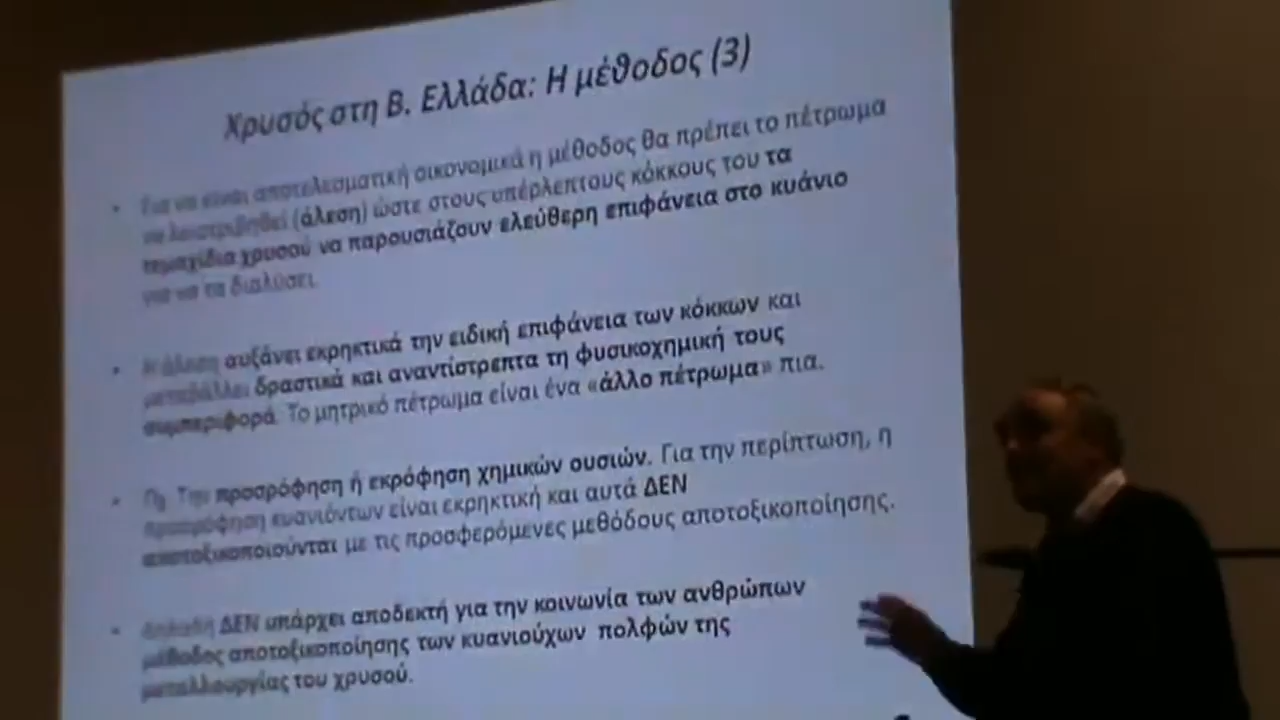 Χρυσός στη Β. Ελλάδα: Η μέθοδος (3)
• Για να είναι αποτελεσματική οικονομικά η μέθοδος θα πρέπει το πέτρωμα
να λειοτριβηθεί (άλεση) ώστε στους υπέρλεπτους κόκκους του τα
τεμαχίδια χρυσού να παρουσιάζουν ελεύθερη επιφάνεια στο κυάνιο
για να τα διαλύσει.
• Η άλεση αυξάνει εκρηκτικά την ειδική επιφάνεια των κόκκων και
μεταβάλλει δραστικά και αναντίστρεπτα τη φυσικοχημική τους
συμπεριφορά. Το μητρικό πέτρωμα είναι ένα «άλλο πέτρωμα» πια.
• Πχ. Την προσρόφηση ή εκρόφηση χημικών ουσιών. Για την περίπτωση, η
προσρόφηση κυανιόντων είναι εκρηκτική και αυτά ΔΕΝ
αποτοξικοποιούνται με τις προσφερόμενες μεθόδους αποτοξικοποίησης.
• Δηλαδή ΔΕΝ υπάρχει αποδεκτή για την κοινωνία των ανθρώπων
μέθοδος αποτοξικοποίησης των κυανιούχων πολφών της
μεταλλουργίας του χρυσού.